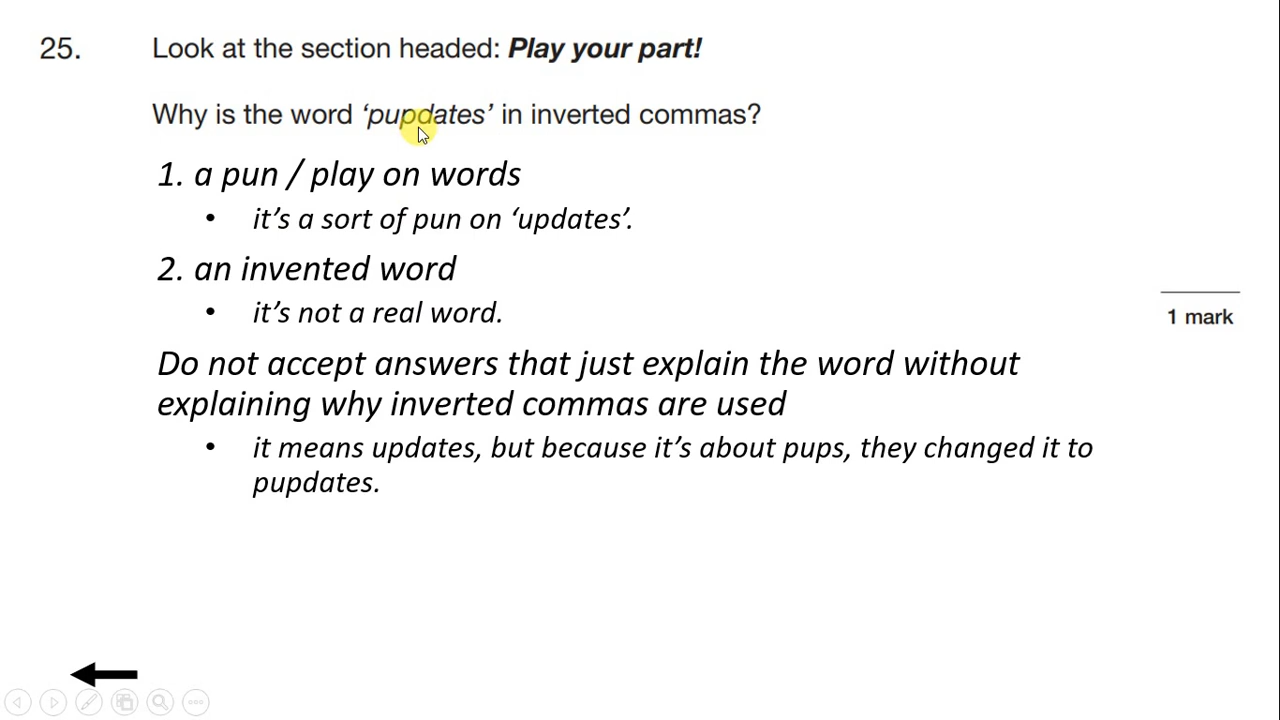 25. Look at the section headed: Play your part!
Why is the word ‘pupdates’ in inverted commas?
1. a pun / play on words
• it’s a sort of pun on ‘updates’.
2. an invented word
• it’s not a real word.
1 mark
Do not accept answers that just explain the word without
explaining why inverted commas are used
• it means updates, but because it’s about pups, they changed it to
pupdates.